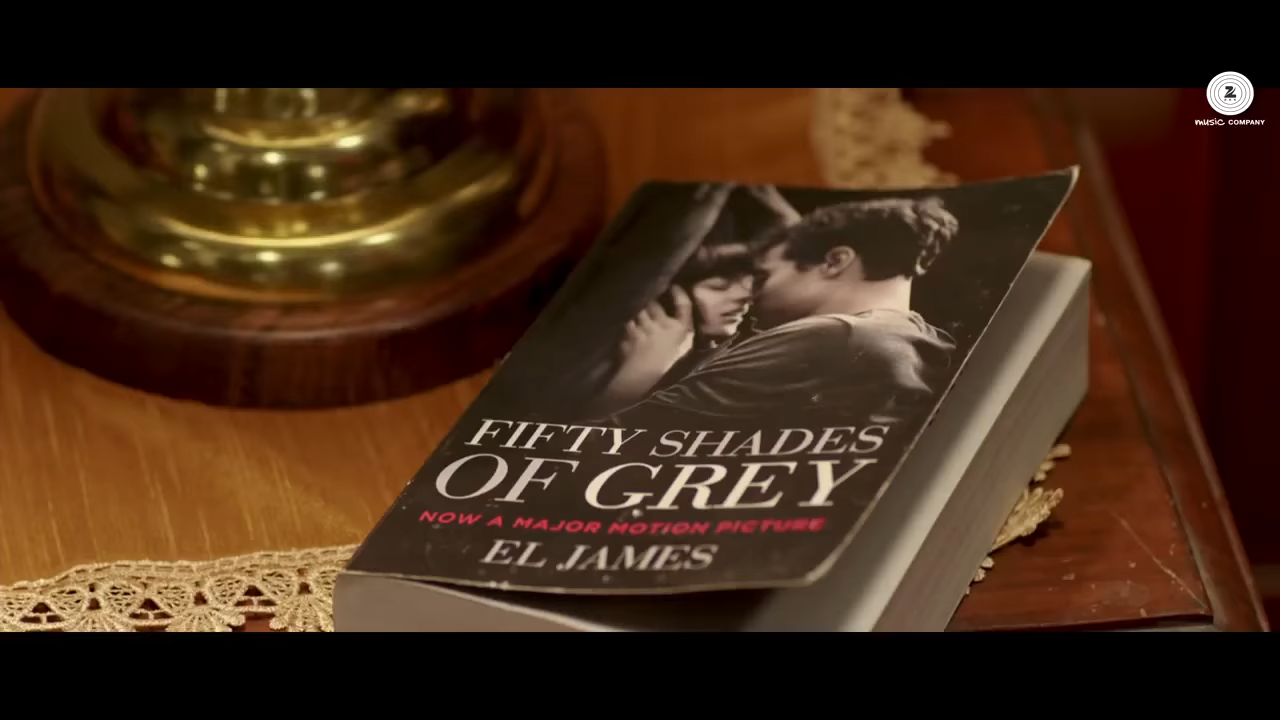 Z
music COMPANY
FIFTY SHADES
OF GREY
NOW A MAJOR MOTION PICTURE
EL JAMES